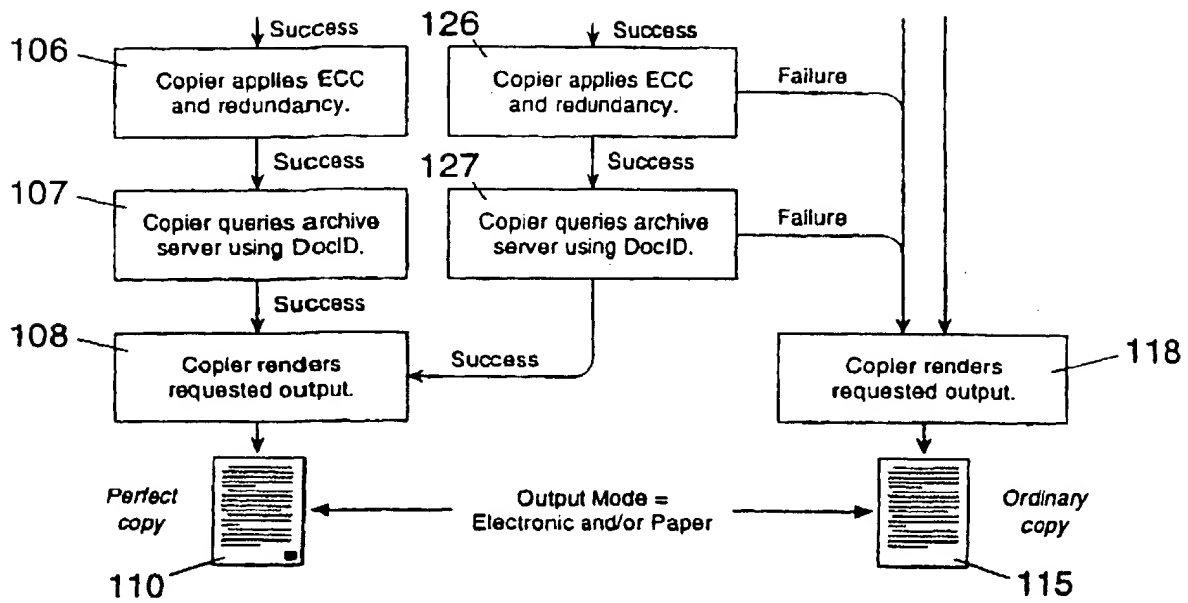 Success
Success
106
126
Copier applies ECC
and redundancy.
Copier applies ECC
and redundancy.
Failure
Success
Success
107
127
Copier queries archive
server using DocID.
Copier queries archive
server using DocID.
Failure
Success
108
Copier renders
requested output.
Success
Copier renders
requested output.
118
Perfect
copy
Output Mode =
Electronic and/or Paper
Ordinary
copy
110
115